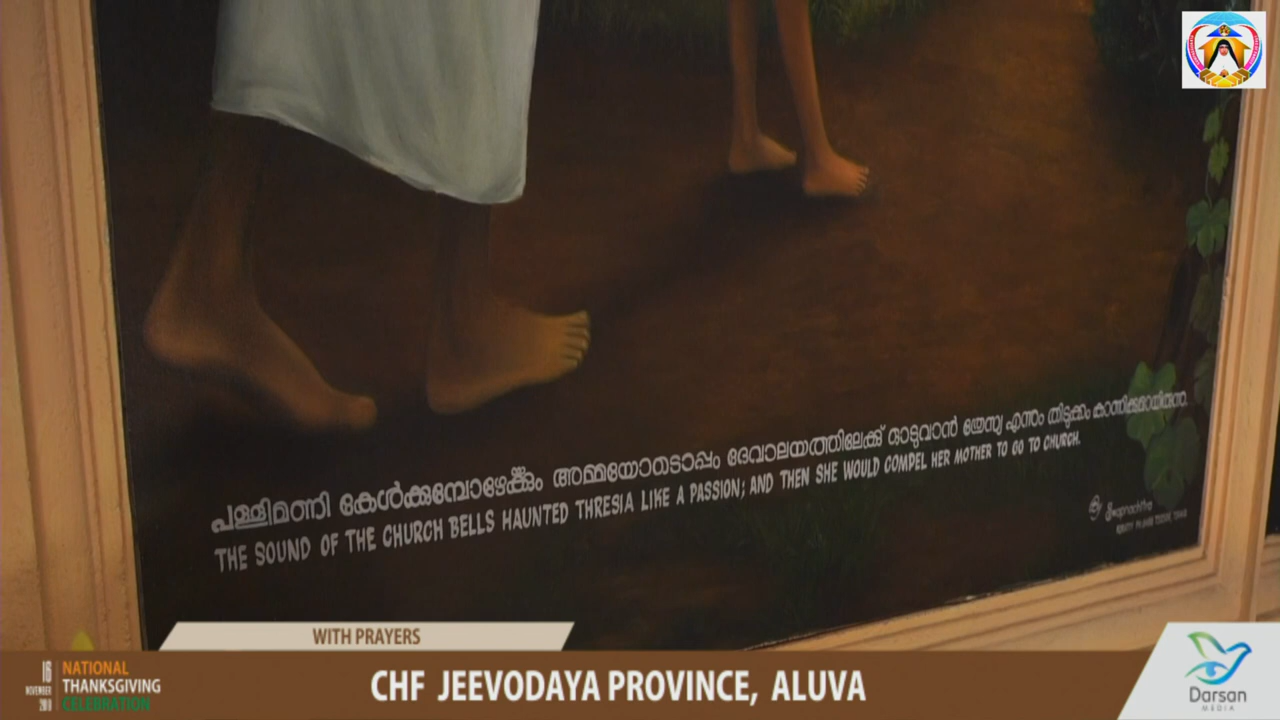 പള്ളിമണി കേൾക്കുമ്പോഴേക്കും അമ്മയോടൊപ്പം ദേവാലയത്തിലേക്ക് ഓടുവാൻ ത്രേസ്യ എന്നും തിടുക്കം കാണിക്കുമായിരുന്നു.
THE SOUND OF THE CHURCH BELLS HAUNTED THRESIA LIKE A PASSION; AND THEN SHE WOULD COMPEL HER MOTHER TO GO TO CHURCH.
Swapnachitra
WITH PRAYERS
16 NOVEMBER
NATIONAL
THANKSGIVING
CELEBRATION
CHF JEEVODAYA PROVINCE, ALUVA
Darsan
MEDIA